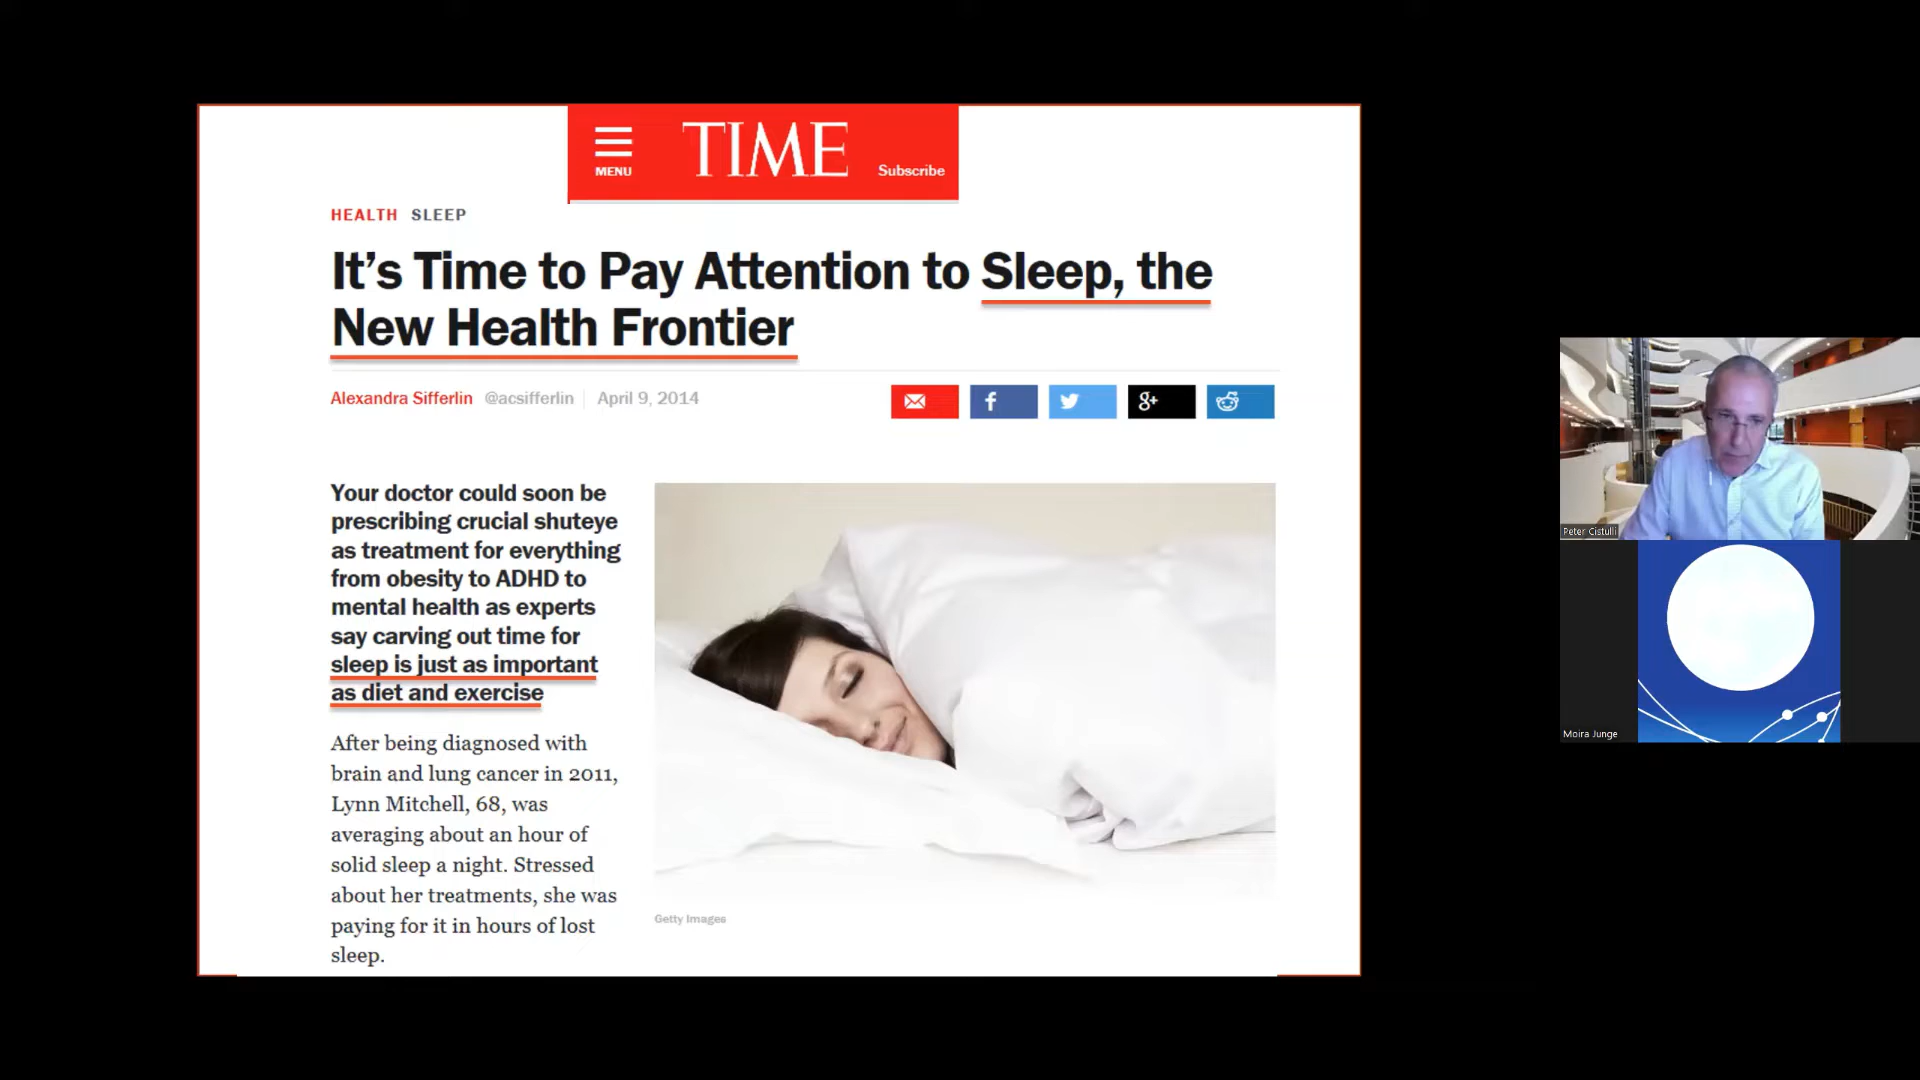 MENU
TIME
Subscribe
HEALTH SLEEP
It's Time to Pay Attention to Sleep, the
New Health Frontier
Alexandra Sifferlin @acsifferlin April 9, 2014
f
g+
Your doctor could soon be
prescribing crucial shuteye
as treatment for everything
from obesity to ADHD to
mental health as experts
say carving out time for
sleep is just as important
as diet and exercise
After being diagnosed with
brain and lung cancer in 2011,
Lynn Mitchell, 68, was
averaging about an hour of
solid sleep a night. Stressed
about her treatments, she was
paying for it in hours of lost
sleep.
Getty Images
Peter Cistulli
Moira Junge